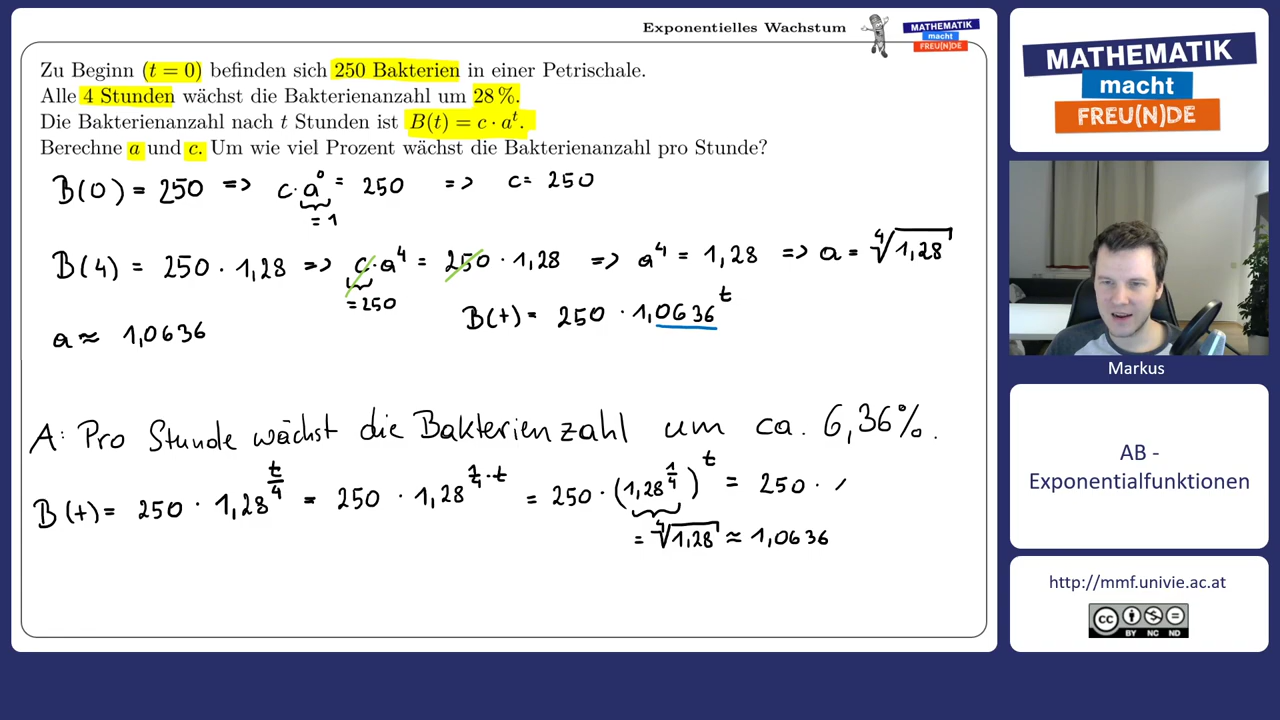 Exponentielles Wachstum
MATHEMATIK
macht
FREU(N)DE
Zu Beginn (t = 0) befinden sich 250 Bakterien in einer Petrischale.
Alle 4 Stunden wächst die Bakterienanzahl um 28 %.
Die Bakterienanzahl nach t Stunden ist B(t) = c · a^t.
Berechne a und c. Um wie viel Prozent wächst die Bakterienanzahl pro Stunde?
B(0) = 250 => c · a^0 = 250 => c = 250
= 1
B(4) = 250 · 1,28 => c · a^4 = 250 · 1,28 => a^4 = 1,28 => a = ⁴√1,28
= 250
B(t) = 250 · 1,0636^t
a ≈ 1,0636
A: Pro Stunde wächst die Bakterienzahl um ca. 6,36%.
B(t) = 250 · 1,28^(t/4) = 250 · 1,28^(1/4 · t) = 250 · (1,28^(1/4))^t = 250 ·
= ⁴√1,28 ≈ 1,0636
MATHEMATIK
macht
FREU(N)DE
Markus
AB -
Exponentialfunktionen
http://mmf.univie.ac.at
cc
BY NC ND